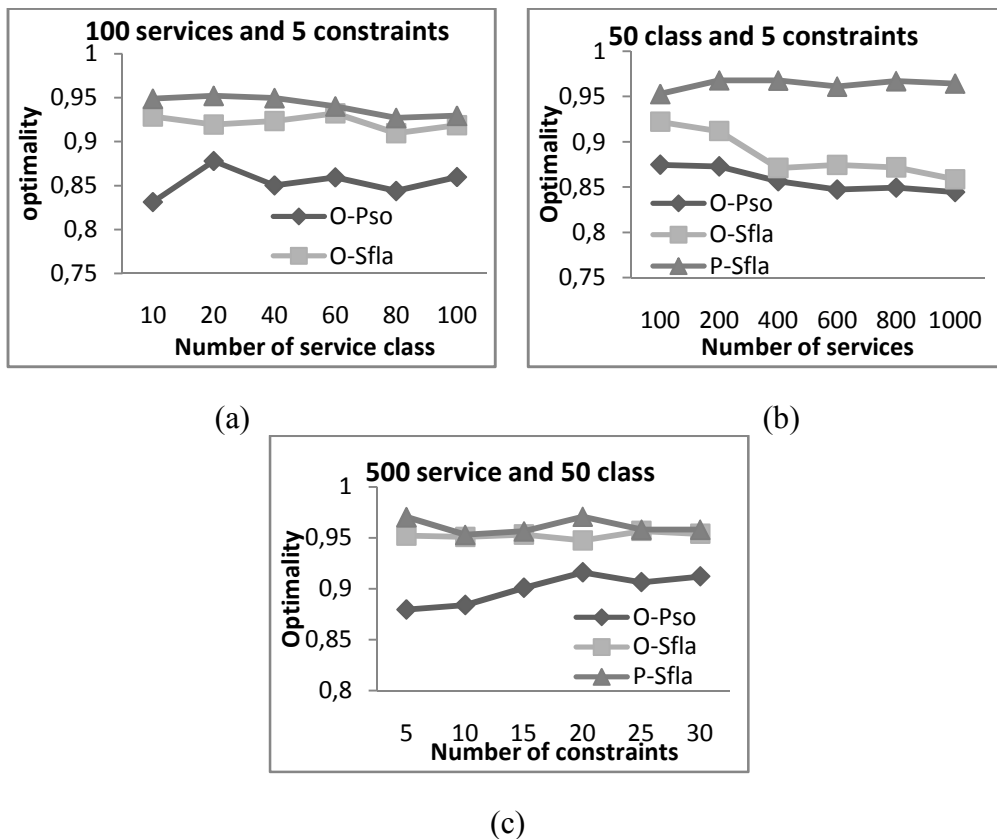 100 services and 5 constraints
1
0,95
0,9
0,85
0,8
0,75
optimality
O-Pso
O-Sfla
10 20 40 60 80 100
Number of service class
(a)
50 class and 5 constraints
1
0,95
0,9
0,85
0,8
0,75
Optimality
O-Pso
O-Sfla
P-Sfla
100 200 400 600 800 1000
Number of services
(b)
500 service and 50 class
1
0,95
0,9
0,85
0,8
Optimality
O-Pso
O-Sfla
P-Sfla
5 10 15 20 25 30
Number of constraints
(c)